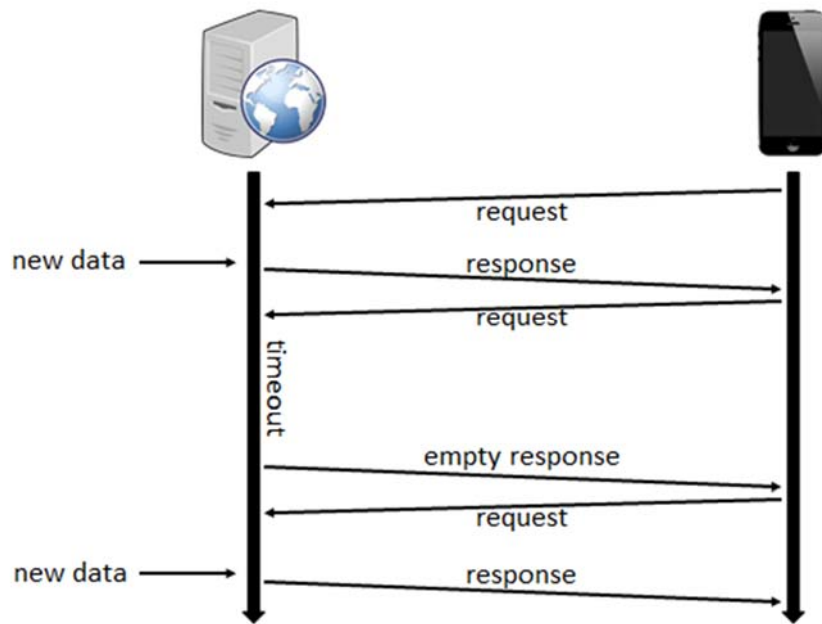 request
new data
response
request
timeout
empty response
request
new data
response